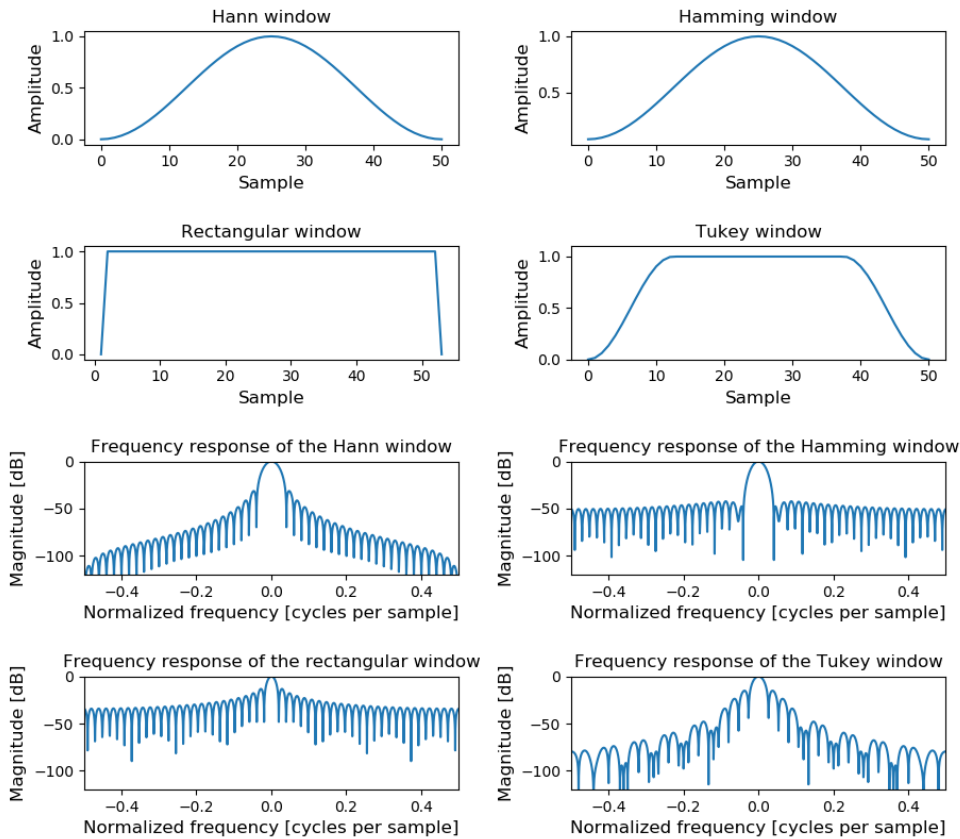 Hann window
Hamming window
1.0
0.5
0.0
Amplitude
0 10 20 30 40 50
Sample
1.0
0.5
Amplitude
0 10 20 30 40 50
Sample
Rectangular window
Tukey window
1.0
0.5
0.0
Amplitude
0 10 20 30 40 50
Sample
1.0
0.5
0.0
Amplitude
0 10 20 30 40 50
Sample
Frequency response of the Hann window
Frequency response of the Hamming window
0
−50
−100
Magnitude [dB]
−0.4 −0.2 0.0 0.2 0.4
Normalized frequency [cycles per sample]
0
−50
−100
Magnitude [dB]
−0.4 −0.2 0.0 0.2 0.4
Normalized frequency [cycles per sample]
Frequency response of the rectangular window
Frequency response of the Tukey window
0
−50
−100
Magnitude [dB]
−0.4 −0.2 0.0 0.2 0.4
Normalized frequency [cycles per sample]
0
−50
−100
Magnitude [dB]
−0.4 −0.2 0.0 0.2 0.4
Normalized frequency [cycles per sample]